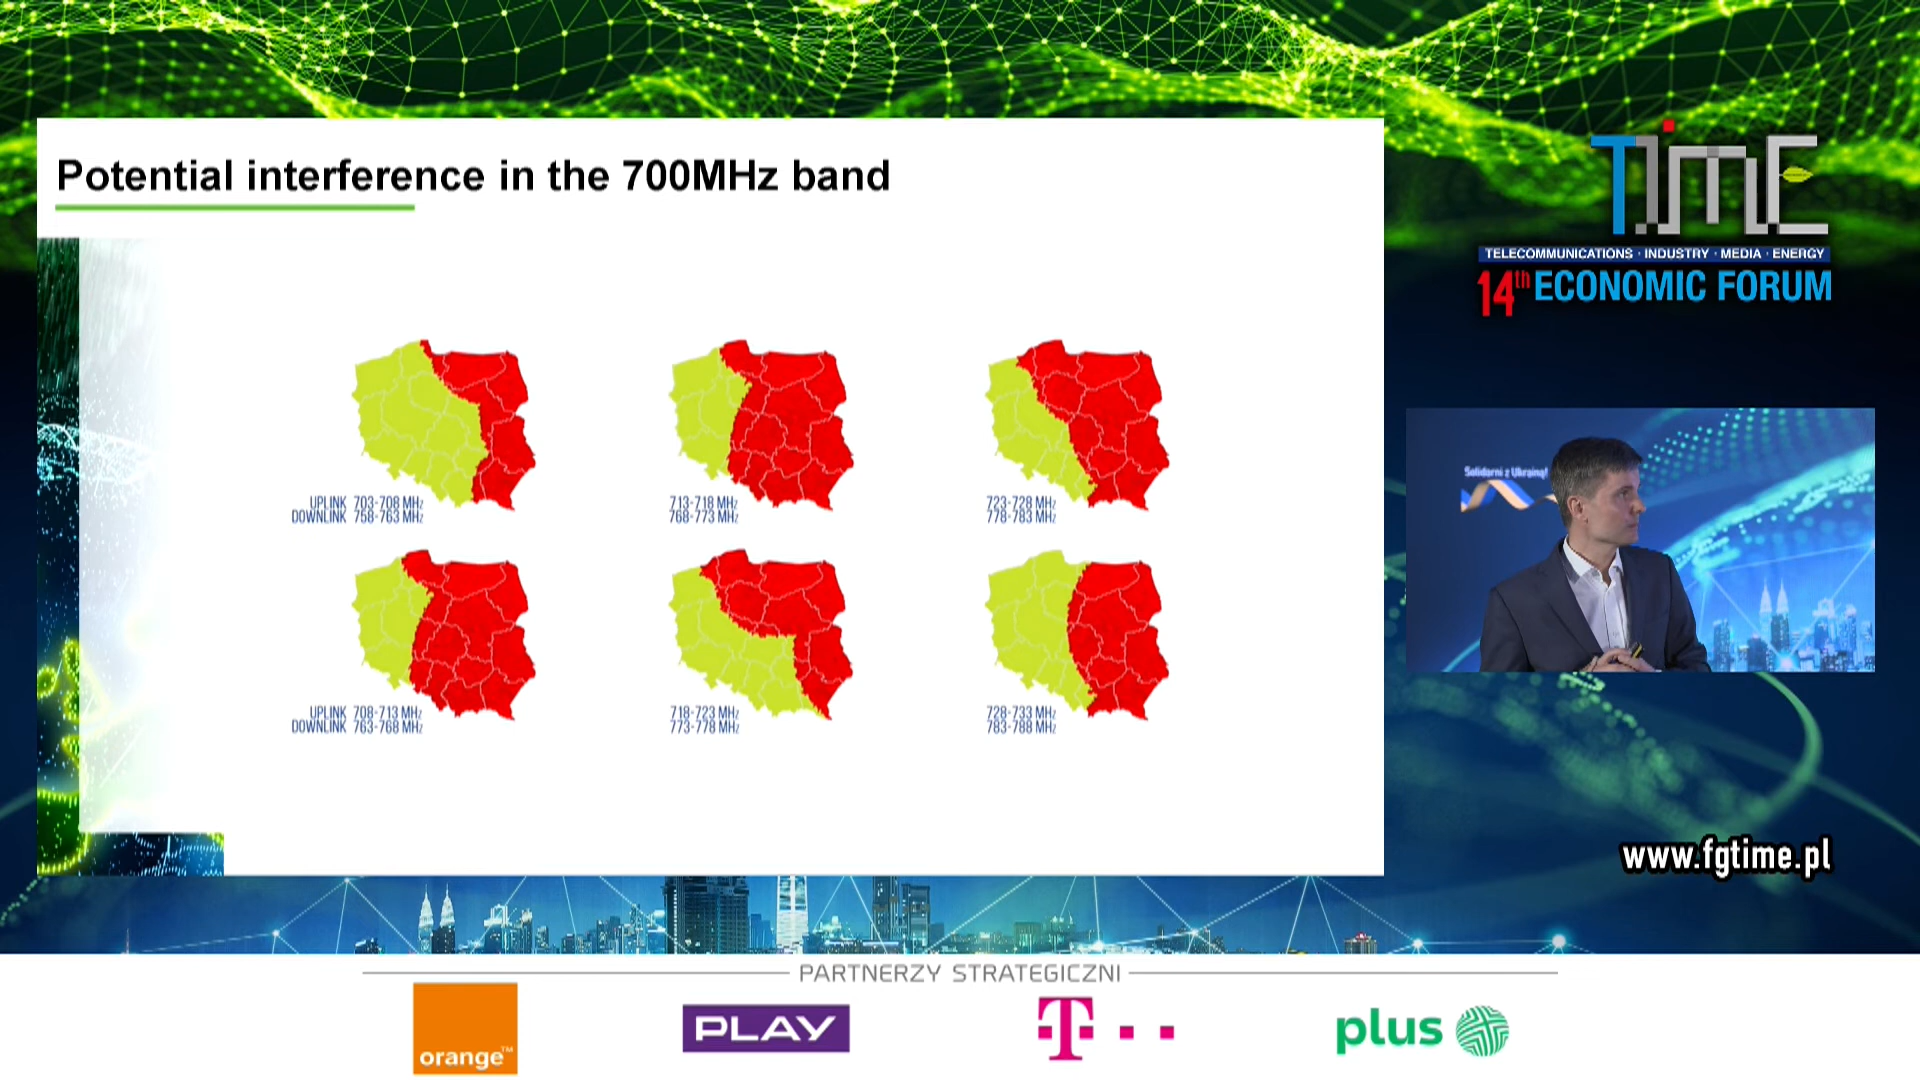 Potential interference in the 700MHz band
UPLINK 703-708 MHz
DOWNLINK 758-763 MHz
713-718 MHz
768-773 MHz
723-728 MHz
778-783 MHz
UPLINK 708-713 MHz
DOWNLINK 763-768 MHz
718-723 MHz
773-778 MHz
728-733 MHz
783-788 MHz
TIME
TELECOMMUNICATIONS · INDUSTRY · MEDIA · ENERGY
14th ECONOMIC FORUM
Solidarni z Ukrainą!
www.fgtime.pl
PARTNERZY STRATEGICZNI
orange™
PLAY
T
plus